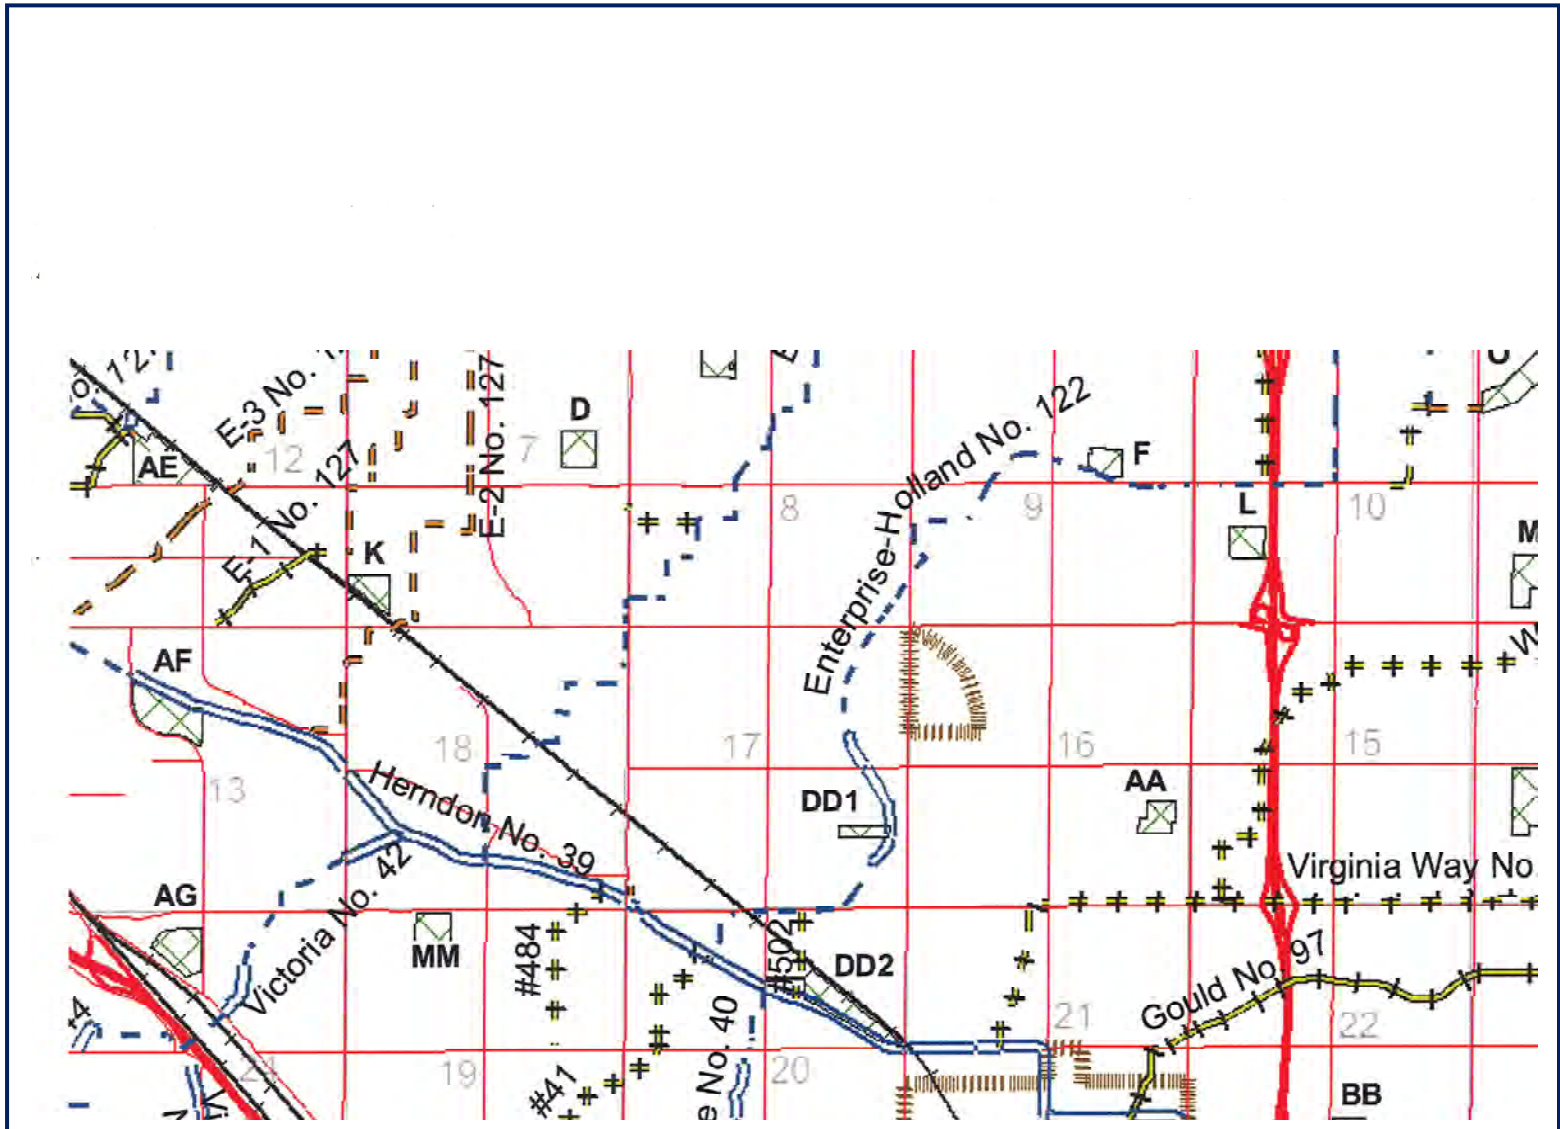 E-3 No.
E-2 No. 127
D
7
12
AE
E-1 No. 127
K
Enterprise-Holland No. 122
F
8
9
L
10
M
AF
18
17
16
15
13
Herndon No. 39
DD1
AA
Virginia Way No.
AG
Victoria No. 42
MM
#484
#502
DD2
Gould No. 97
21
22
19
20
#41
No. 40
BB